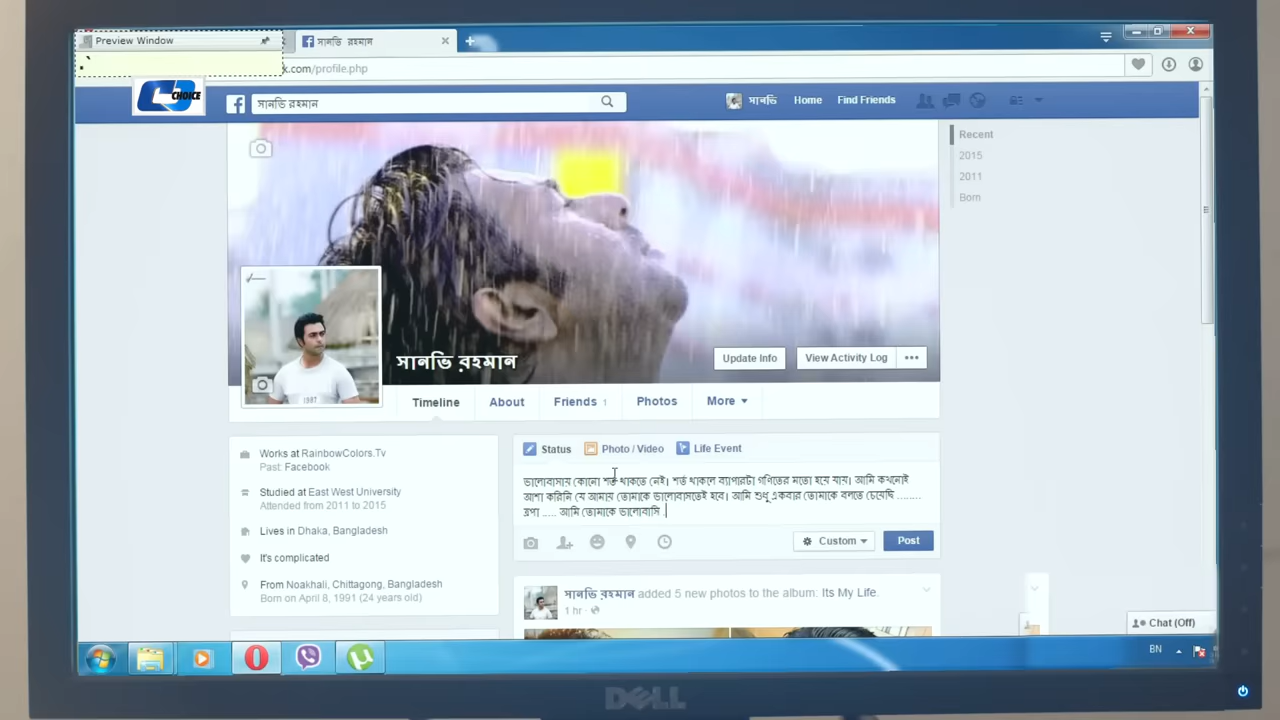 Preview Window
সানভি রহমান
k.com/profile.php
CHOICE
সানভি রহমান
সানভি
Home
Find Friends
Recent
2015
2011
Born
1997
সানভি রহমান
Update Info
View Activity Log
Timeline
About
Friends 1
Photos
More
Works at RainbowColors.Tv
Past: Facebook
Studied at East West University
Attended from 2011 to 2015
Lives in Dhaka, Bangladesh
It's complicated
From Noakhali, Chittagong, Bangladesh
Born on April 8, 1991 (24 years old)
Status
Photo / Video
Life Event
ভালোবাসায় কোনো শর্ত থাকতে নেই। শর্ত থাকলে ব্যাপারটা গণিতের মতো হয়ে যায়। আমি কখনোই
আশা করিনি যে আমায় তোমাকে ভালোবাসতেই হবে। আমি শুধু একবার তোমাকে বলতে চেয়েছি ........
রূপা ..... আমি তোমাকে ভালোবাসি
Custom
Post
সানভি রহমান added 5 new photos to the album: Its My Life.
1 hr
Chat (Off)
BN
DELL